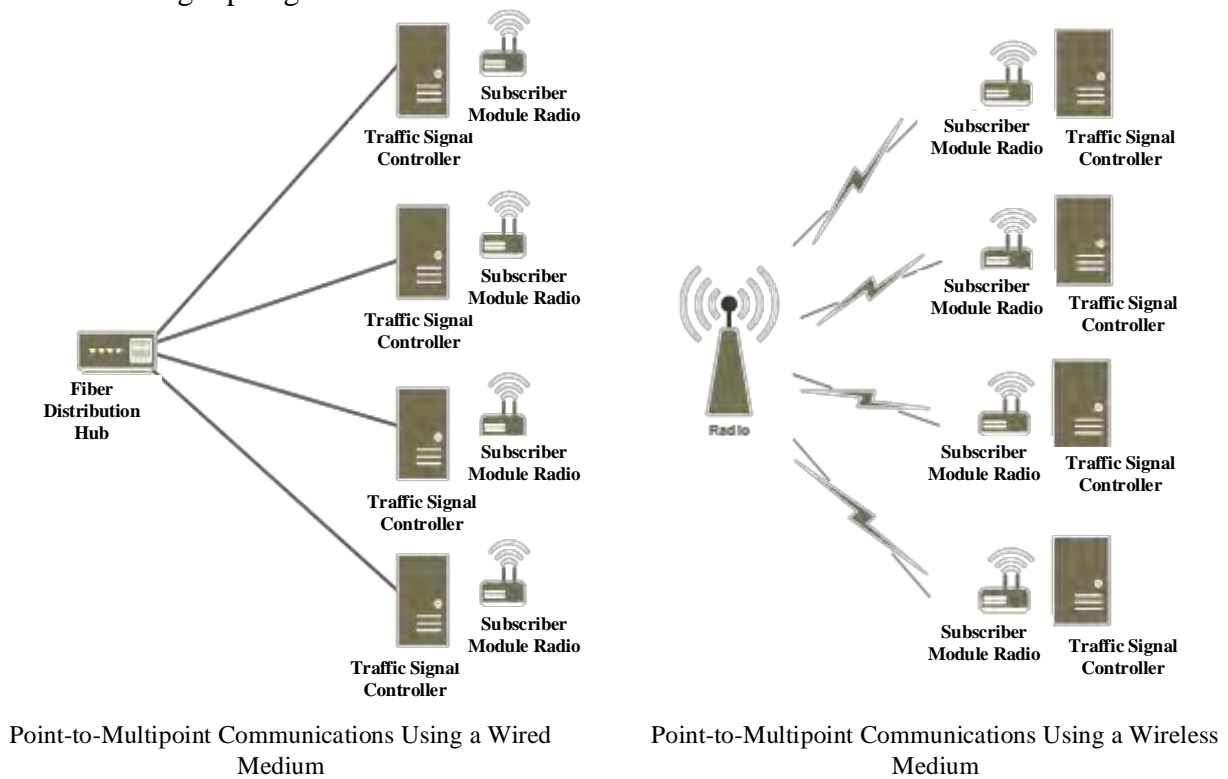 Subscriber
Module Radio
Traffic Signal
Controller
Subscriber
Module Radio
Traffic Signal
Controller
Fiber
Distribution
Hub
Subscriber
Module Radio
Traffic Signal
Controller
Subscriber
Module Radio
Traffic Signal
Controller
Point-to-Multipoint Communications Using a Wired
Medium
Subscriber
Module Radio
Traffic Signal
Controller
Subscriber
Module Radio
Traffic Signal
Controller
Radio
Subscriber
Module Radio
Traffic Signal
Controller
Subscriber
Module Radio
Traffic Signal
Controller
Point-to-Multipoint Communications Using a Wireless
Medium